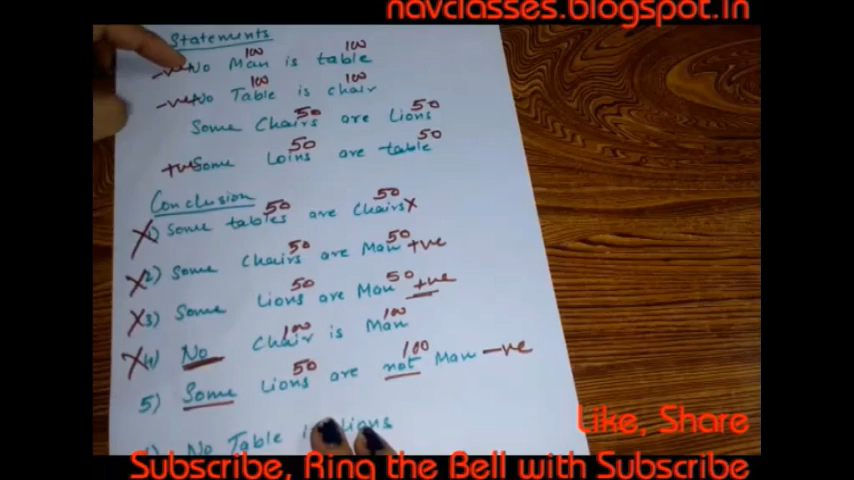 navclasses.blogspot.in
Statements
100 100
-ve No Man is table
100 100
-ve No Table is chair
50 50
Some Chairs are Lions
50 50
+ve Some Loins are table
Conclusion
50 50
X 1) Some tables are Chairs X
50 50
X 2) Some Chairs are Man +ve
50 50
X 3) Some Lions are Man +ve
100 100
X 4) No Chair is Man
50 100
5) Some Lions are not Man -ve
No Table Lions
Like, Share
Subscribe, Ring the Bell with Subscribe